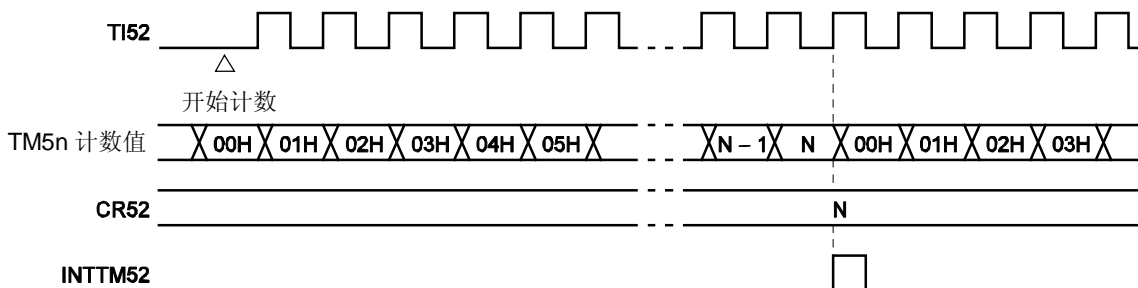 TI52
开始计数
TM5n 计数值 00H 01H 02H 03H 04H 05H N – 1 N 00H 01H 02H 03H
CR52 N
INTTM52